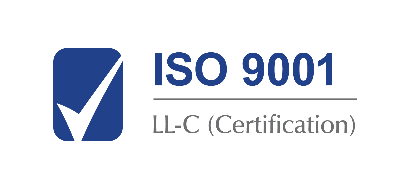 ISO 9001
LL-C (Certification)